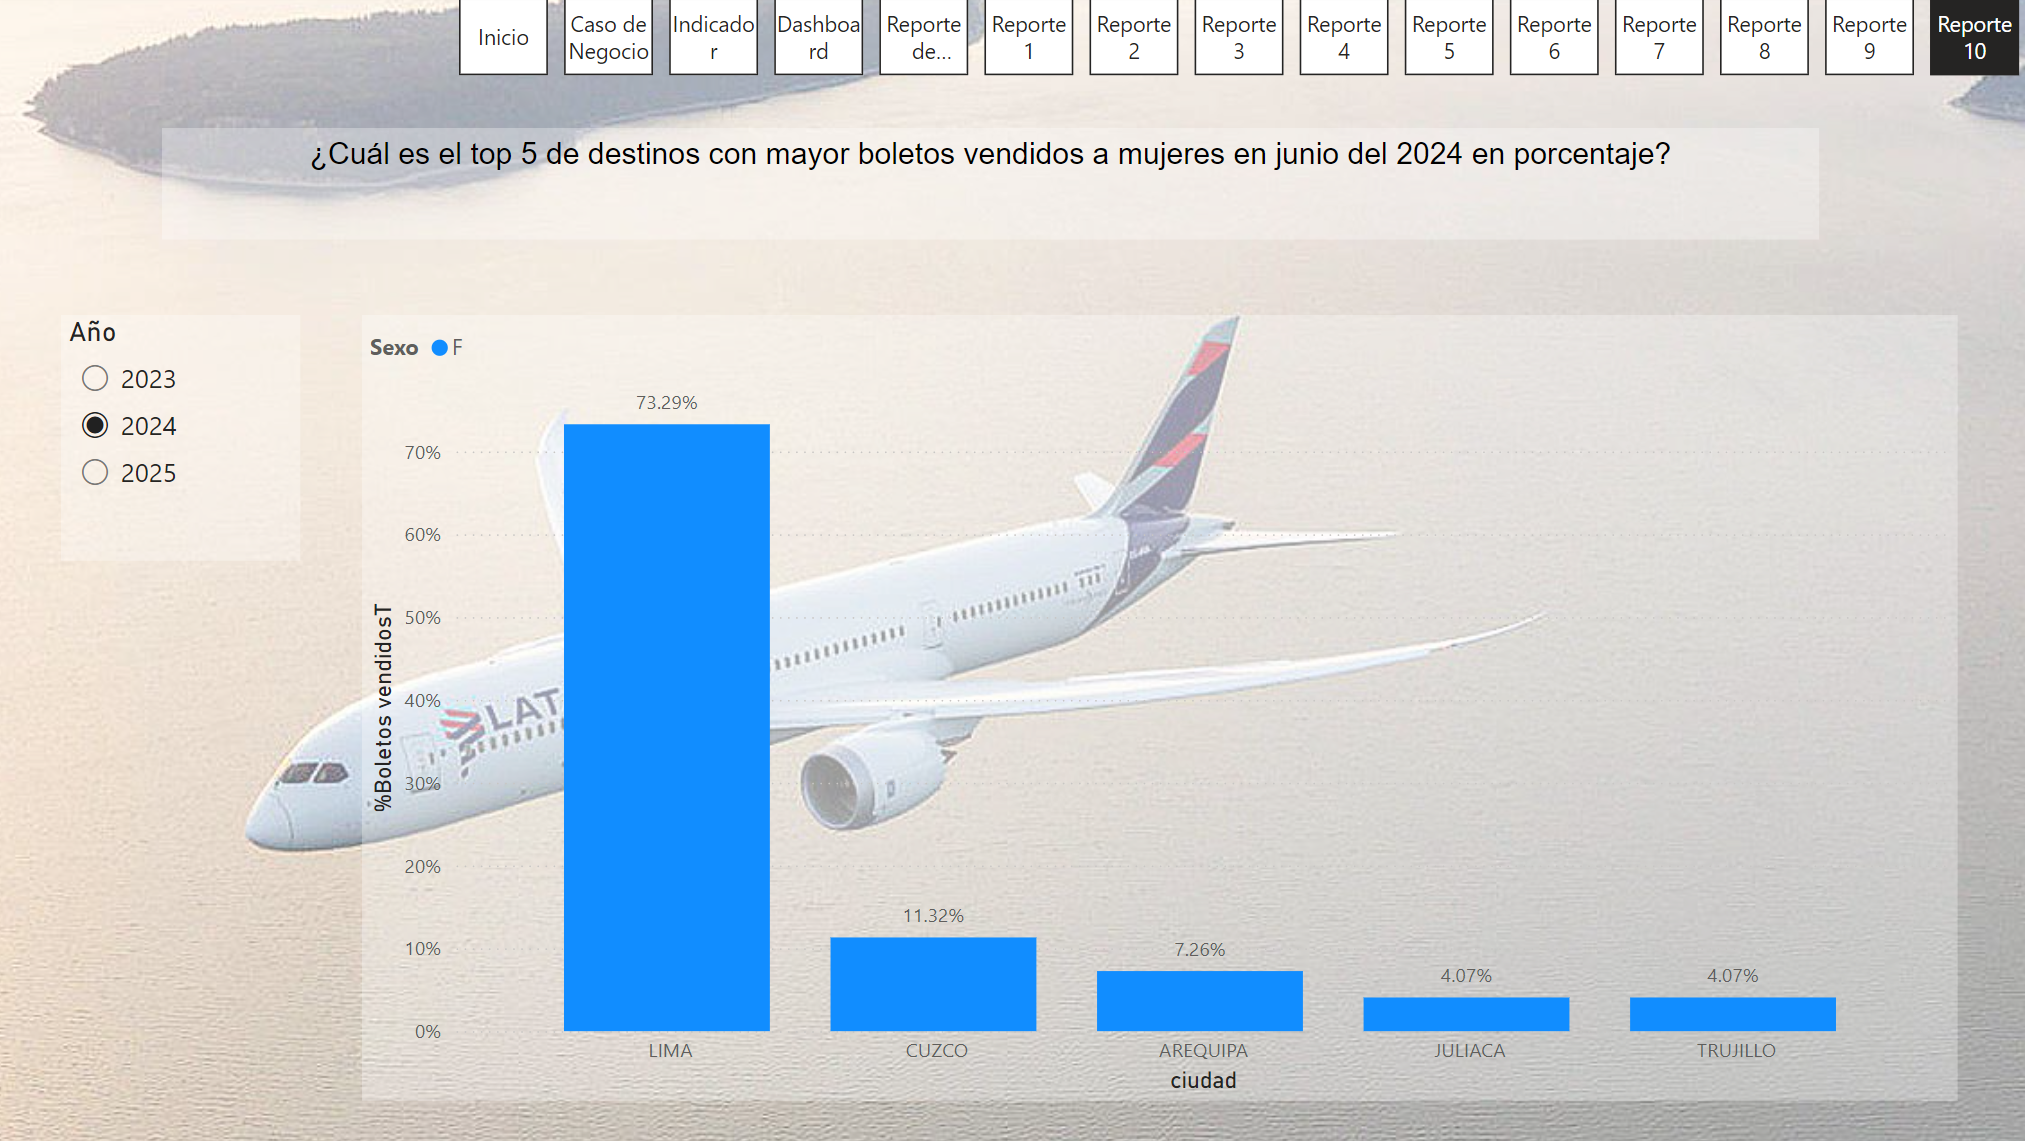 Inicio
Caso de
Negocio
Indicado
r
Dashboa
rd
Reporte
de...
Reporte
1
Reporte
2
Reporte
3
Reporte
4
Reporte
5
Reporte
6
Reporte
7
Reporte
8
Reporte
9
Reporte
10
¿Cuál es el top 5 de destinos con mayor boletos vendidos a mujeres en junio del 2024 en porcentaje?
Año
2023
2024
2025
Sexo F
%Boletos vendidosT
70%
60%
50%
40%
30%
20%
10%
0%
73.29%
11.32%
7.26%
4.07%
4.07%
LAT
LIMA
CUZCO
AREQUIPA
JULIACA
TRUJILLO
ciudad